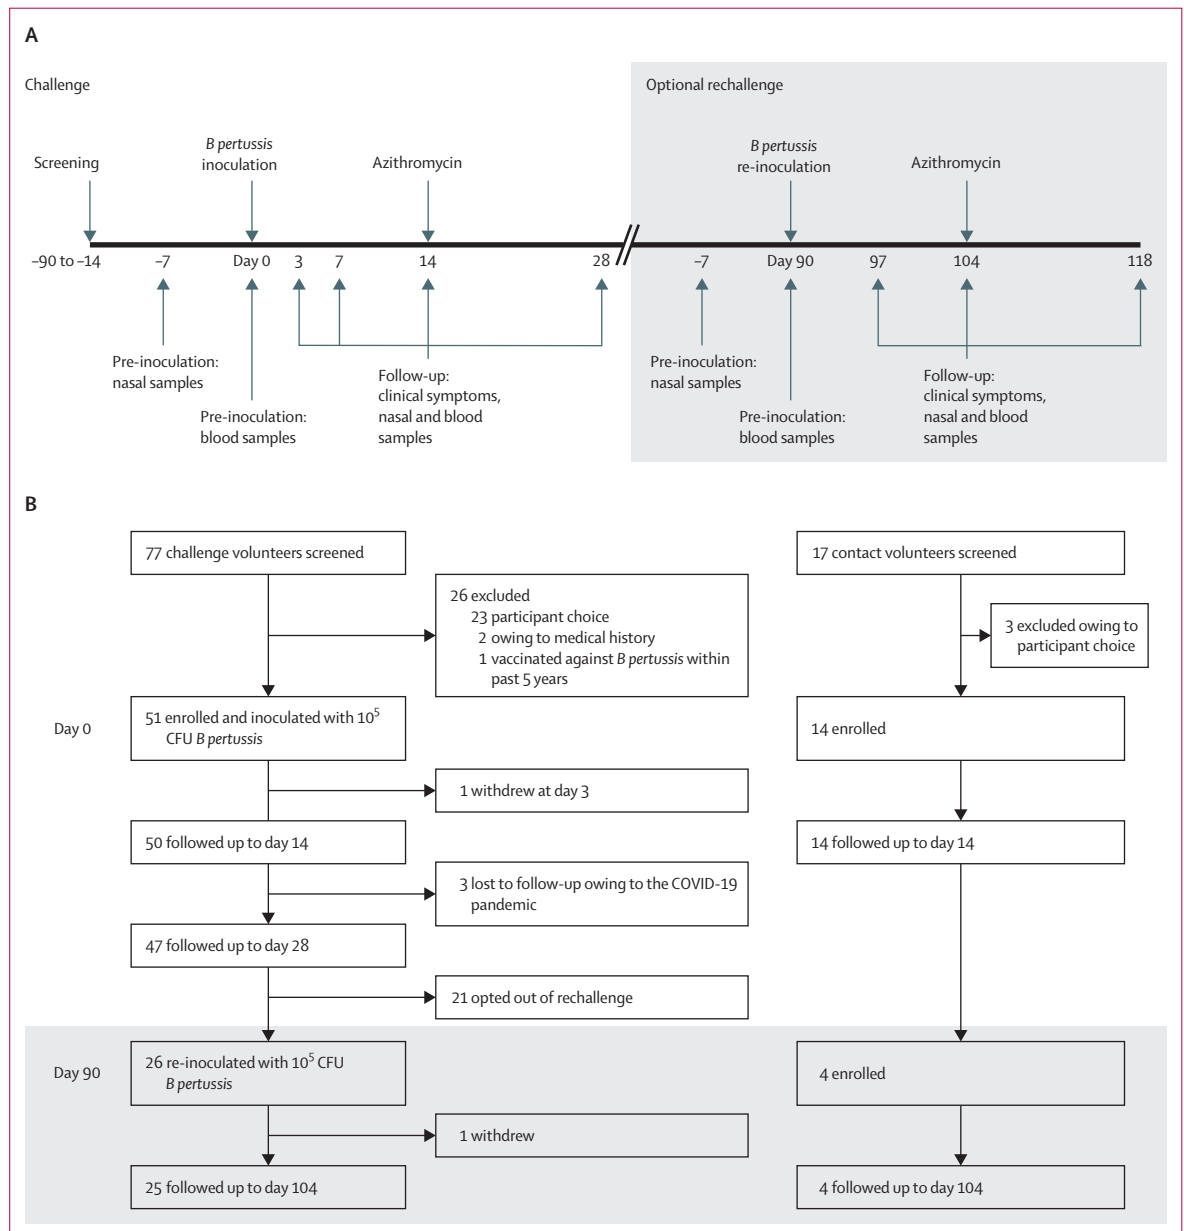 A
Challenge
Optional rechallenge
Screening
B pertussis
inoculation
Azithromycin
B pertussis
re-inoculation
Azithromycin
–90 to –14
–7
Day 0
3
7
14
28
–7
Day 90
97
104
118
Pre-inoculation:
nasal samples
Pre-inoculation:
blood samples
Follow-up:
clinical symptoms,
nasal and blood
samples
Pre-inoculation:
nasal samples
Pre-inoculation:
blood samples
Follow-up:
clinical symptoms,
nasal and blood
samples
B
77 challenge volunteers screened
17 contact volunteers screened
26 excluded
23 participant choice
2 owing to medical history
1 vaccinated against B pertussis within
past 5 years
3 excluded owing to
participant choice
Day 0
51 enrolled and inoculated with 10⁵
CFU B pertussis
14 enrolled
1 withdrew at day 3
50 followed up to day 14
14 followed up to day 14
3 lost to follow-up owing to the COVID-19
pandemic
47 followed up to day 28
21 opted out of rechallenge
Day 90
26 re-inoculated with 10⁵ CFU
B pertussis
4 enrolled
1 withdrew
25 followed up to day 104
4 followed up to day 104